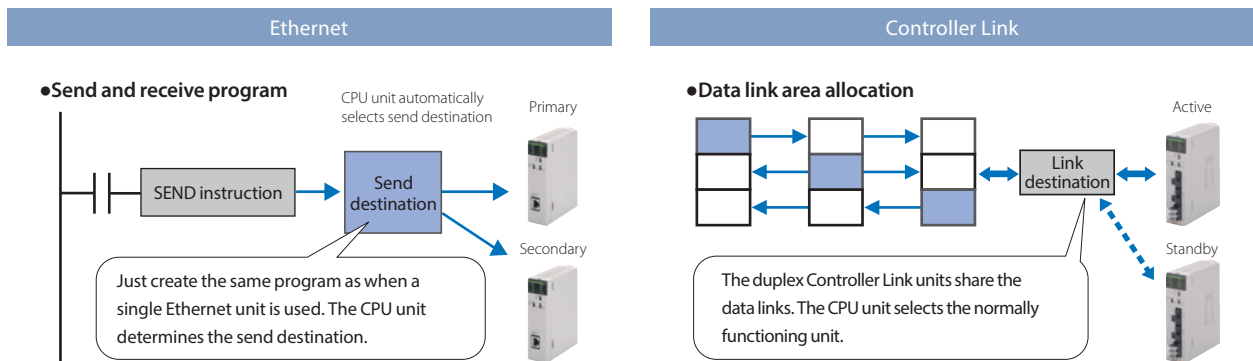 Ethernet
●Send and receive program
CPU unit automatically
selects send destination
Primary
SEND instruction
Send
destination
Secondary
Just create the same program as when a
single Ethernet unit is used. The CPU unit
determines the send destination.
Controller Link
●Data link area allocation
Active
Link
destination
Standby
The duplex Controller Link units share the
data links. The CPU unit selects the normally
functioning unit.